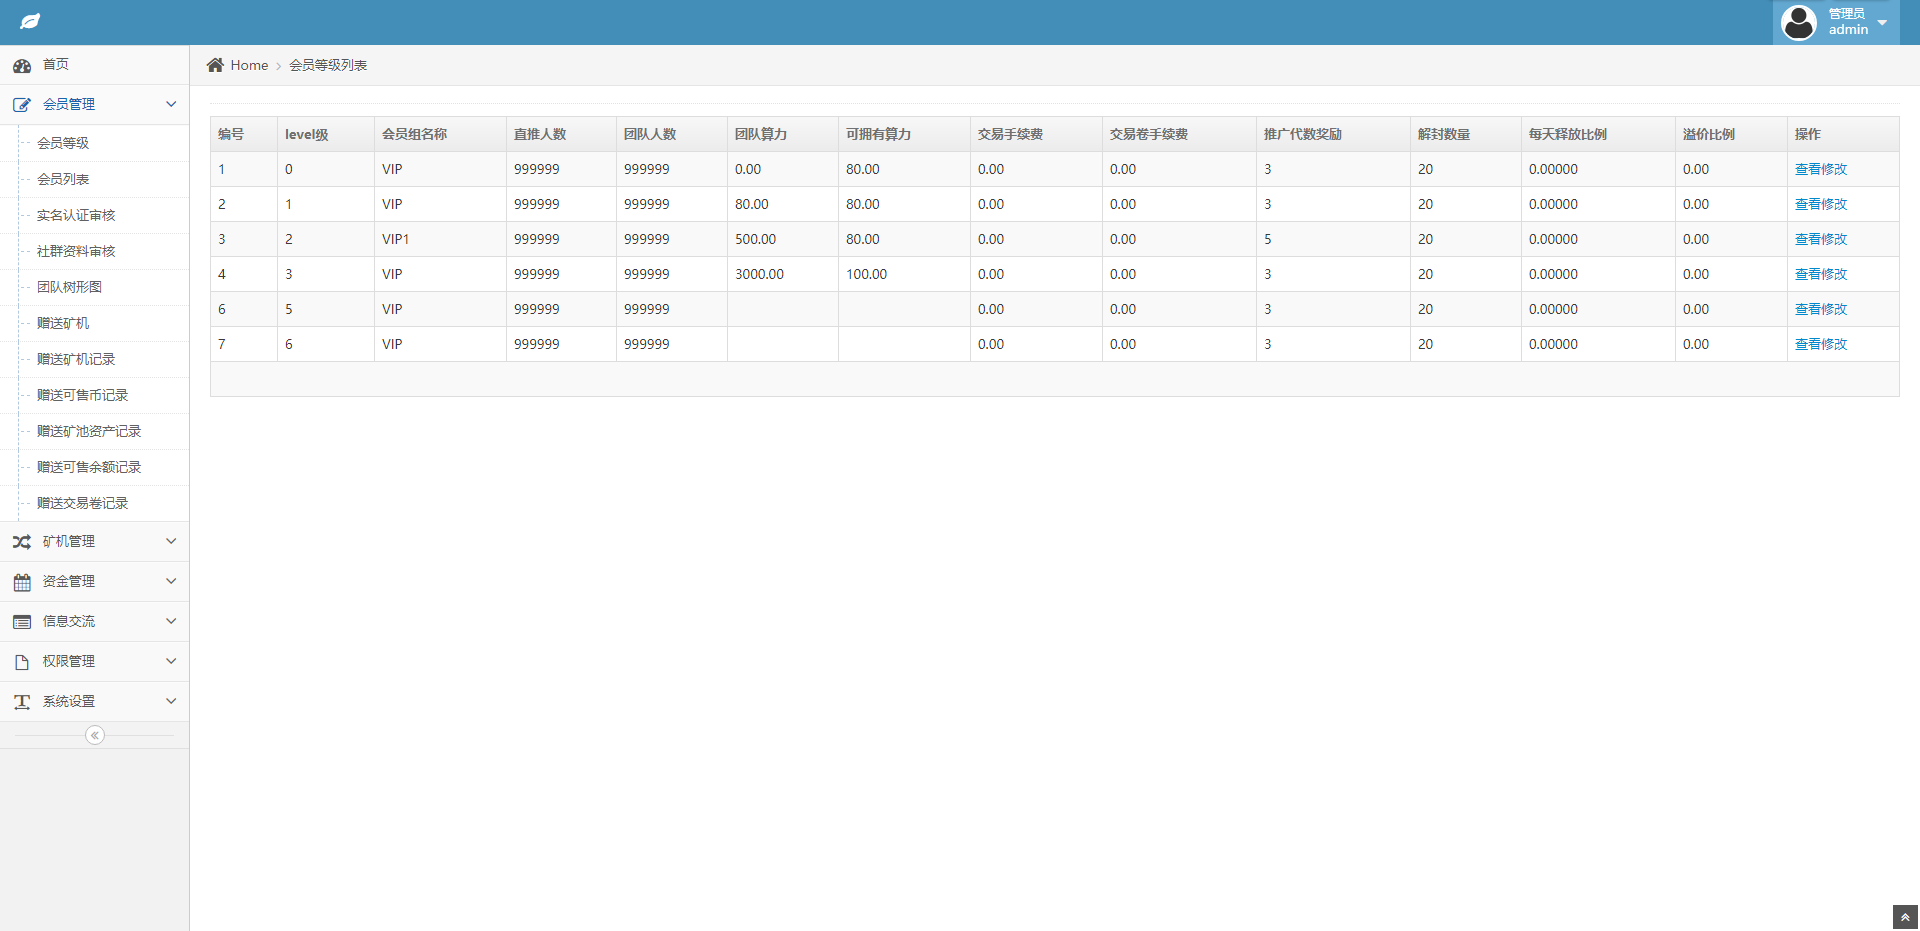 管理员
admin
首页
会员管理
会员等级
会员列表
实名认证审核
社群资料审核
团队树形图
赠送矿机
赠送矿机记录
赠送可售币记录
赠送矿池资产记录
赠送可售余额记录
赠送交易卷记录
矿机管理
资金管理
信息交流
权限管理
系统设置
Home 会员等级列表
编号 level级 会员组名称 直推人数 团队人数 团队算力 可拥有算力 交易手续费 交易卷手续费 推广代数奖励 解封数量 每天释放比例 溢价比例 操作
1 0 VIP 999999 999999 0.00 80.00 0.00 0.00 3 20 0.00000 0.00 查看修改
2 1 VIP 999999 999999 80.00 80.00 0.00 0.00 3 20 0.00000 0.00 查看修改
3 2 VIP1 999999 999999 500.00 80.00 0.00 0.00 5 20 0.00000 0.00 查看修改
4 3 VIP 999999 999999 3000.00 100.00 0.00 0.00 3 20 0.00000 0.00 查看修改
6 5 VIP 999999 999999 0.00 0.00 3 20 0.00000 0.00 查看修改
7 6 VIP 999999 999999 0.00 0.00 3 20 0.00000 0.00 查看修改